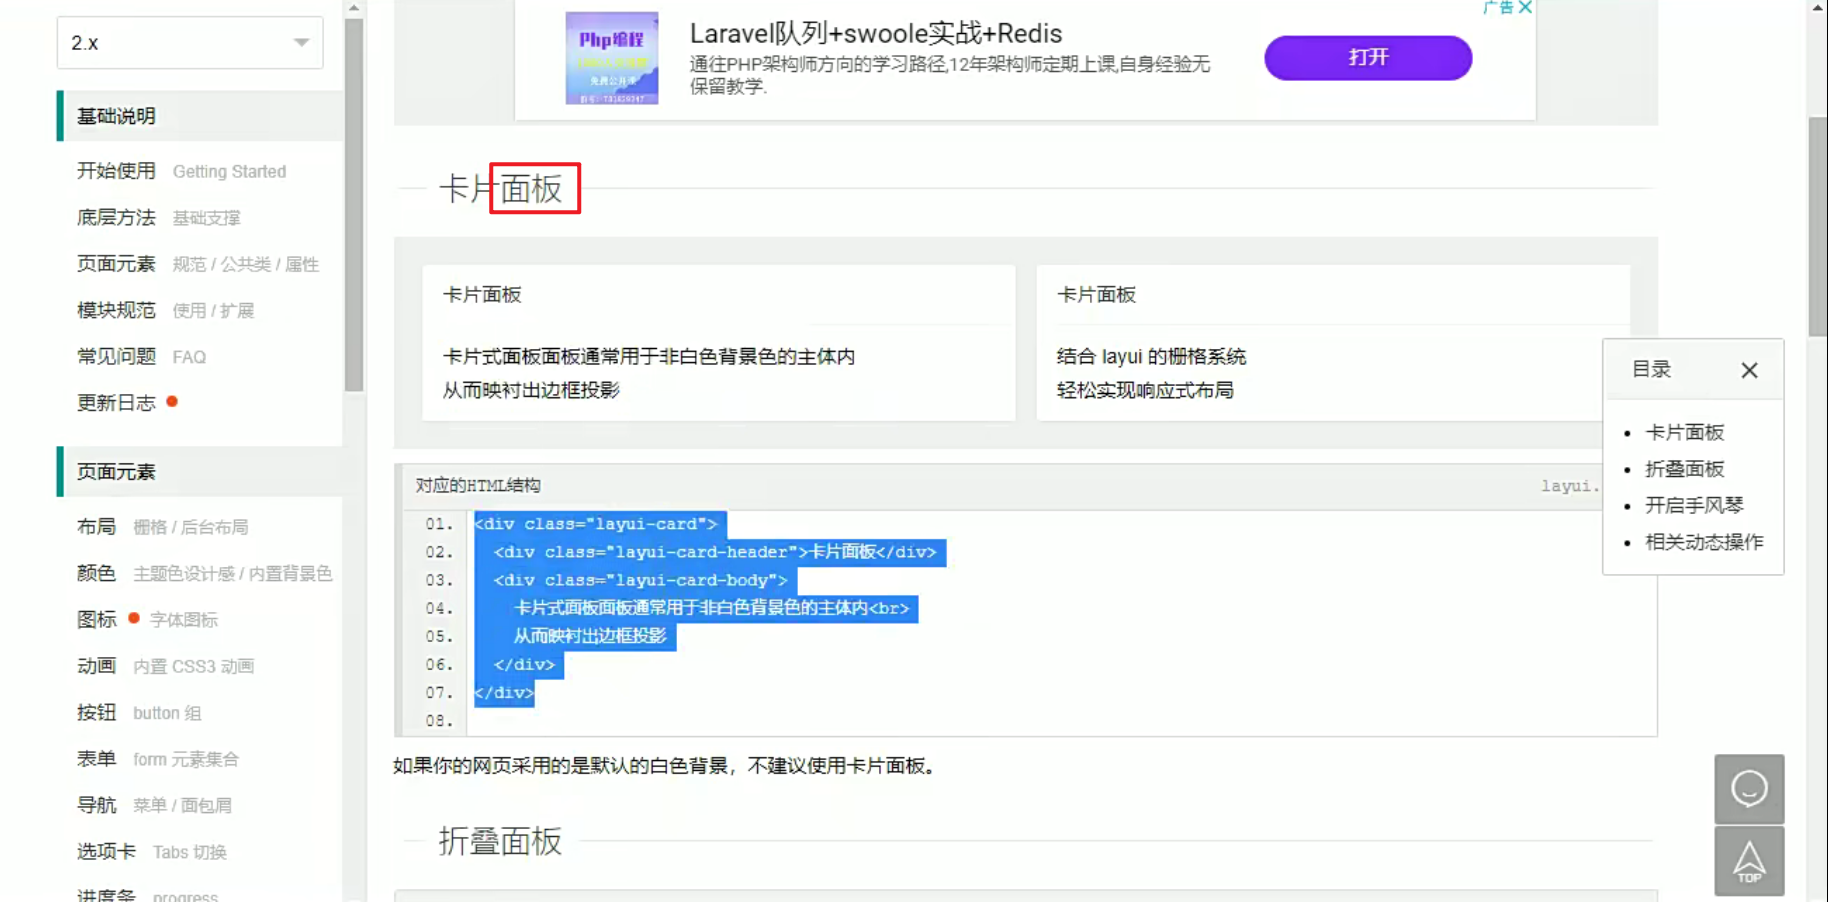 2.x
基础说明
开始使用 Getting Started
底层方法 基础支撑
页面元素 规范 / 公共类 / 属性
模块规范 使用 / 扩展
常见问题 FAQ
更新日志
页面元素
布局 栅格 / 后台布局
颜色 主题色设计感 / 内置背景色
图标 字体图标
动画 内置 CSS3 动画
按钮 button 组
表单 form 元素集合
导航 菜单 / 面包屑
选项卡 Tabs 切换
进度条 progress
Php编程
免费公开课
Laravel队列+swoole实战+Redis
通往PHP架构师方向的学习路径,12年架构师定期上课,自身经验无
保留教学.
打开
广告
卡片面板
卡片面板
卡片式面板面板通常用于非白色背景色的主体内
从而映衬出边框投影
卡片面板
结合 layui 的栅格系统
轻松实现响应式布局
对应的HTML结构
layui.
01. <div class="layui-card">
02. <div class="layui-card-header">卡片面板</div>
03. <div class="layui-card-body">
04. 卡片式面板面板通常用于非白色背景色的主体内<br>
05. 从而映衬出边框投影
06. </div>
07. </div>
08.
如果你的网页采用的是默认的白色背景，不建议使用卡片面板。
折叠面板
目录
卡片面板
折叠面板
开启手风琴
相关动态操作
TOP